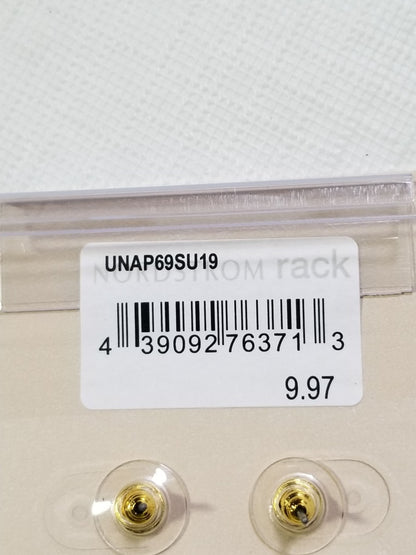 UNAP69SU19
NORDSTROM rack
4 39092 76371 3
9.97